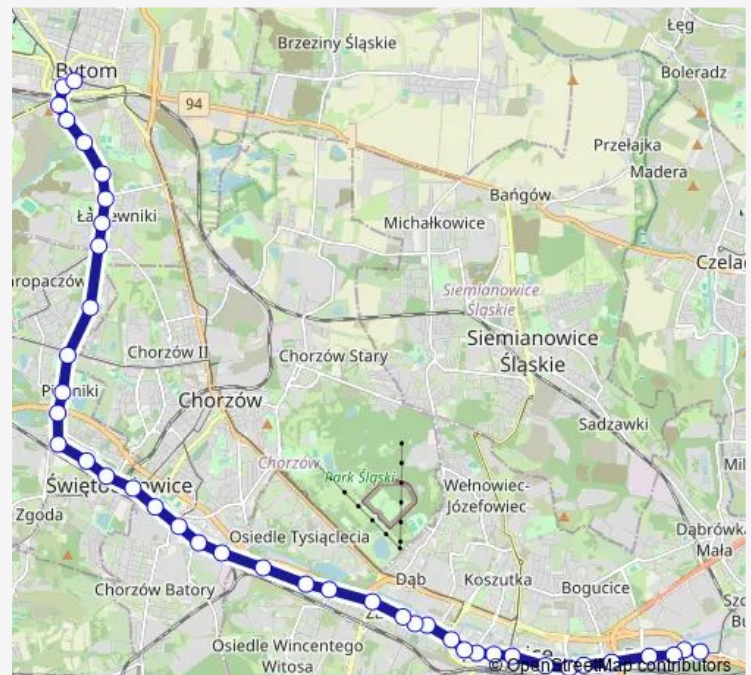 Łęg
Brzeziny Śląskie
Bytom
Boleradz
94
Przełajka
Madera
Bańgów
Michałkowice
Czela
Siemianowice
Śląskie
Siemianowice
Śląskie
Chorzów II
Chorzów Stary
Chorzów
Sadzawki
Chorzów
Park Śląski
Wełnowiec-
Józefowiec
Mil
Zgoda
Osiedle Tysiąclecia
Dąbrówka
Mała
Dąb
Koszutka
Bogucice
Chorzów Batory
Osiedle Wincentego
Witosa
© OpenStreetMap contributors